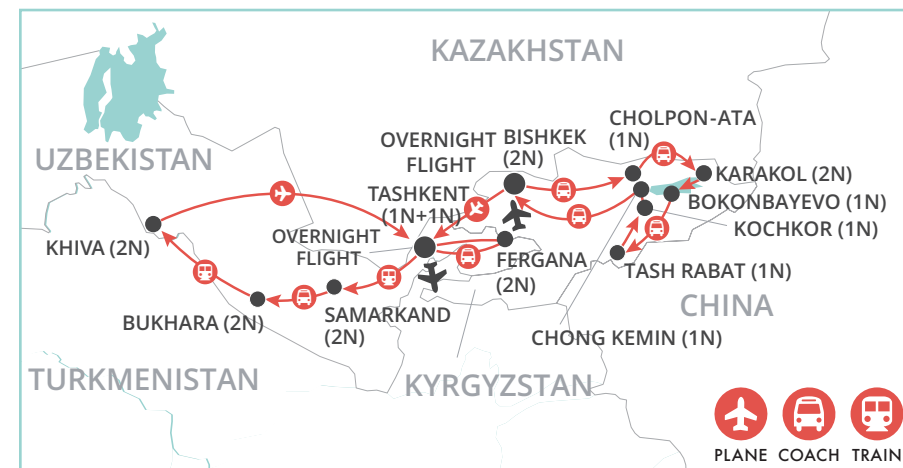 KAZAKHSTAN
CHOLPON-ATA
(1N)
OVERNIGHT
FLIGHT
BISHKEK
(2N)
UZBEKISTAN
KARAKOL (2N)
TASHKENT
(1N+1N)
BOKONBAYEVO (1N)
KOCHKOR (1N)
KHIVA (2N)
OVERNIGHT
FLIGHT
FERGANA
(2N)
TASH RABAT (1N)
CHINA
BUKHARA (2N)
SAMARKAND
(2N)
CHONG KEMIN (1N)
TURKMENISTAN
KYRGYZSTAN
PLANE COACH TRAIN